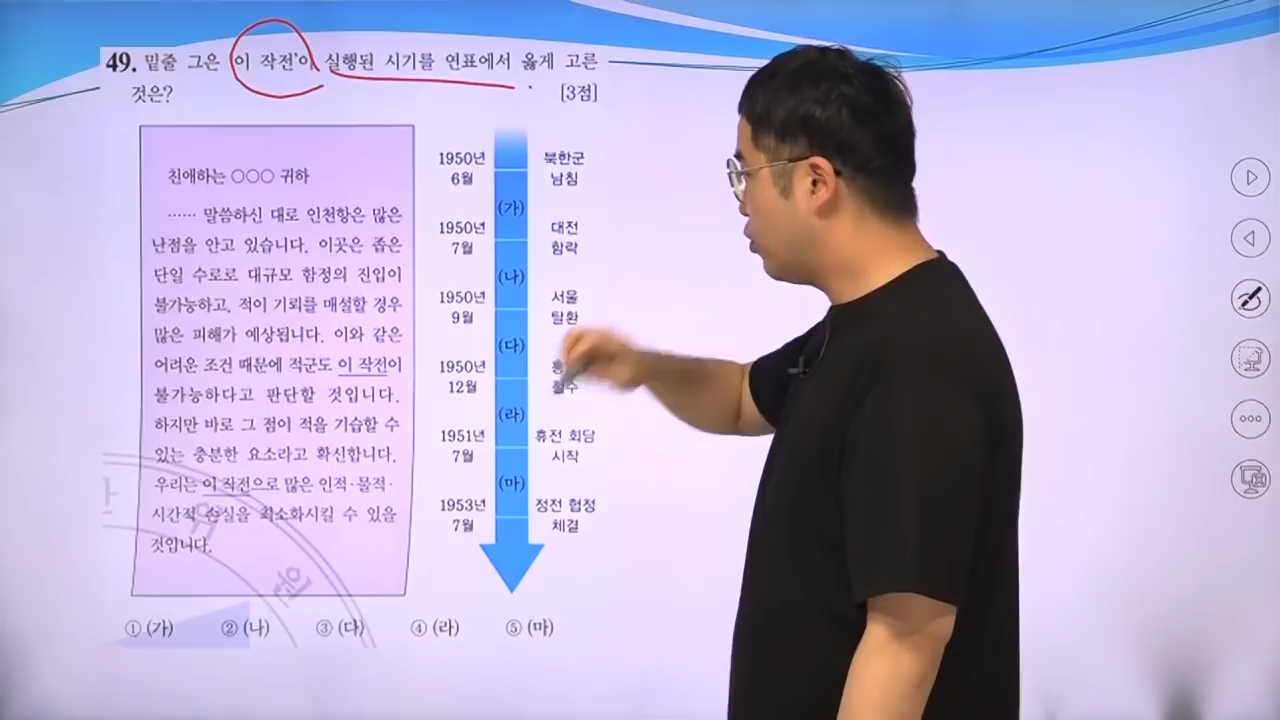 49. 밑줄 그은 '이 작전'이 실행된 시기를 연표에서 옳게 고른
것은? [3점]
친애하는 ○○○ 귀하
…… 말씀하신 대로 인천항은 많은
난점을 안고 있습니다. 이곳은 좁은
단일 수로로 대규모 함정의 진입이
불가능하고, 적이 기뢰를 매설할 경우
많은 피해가 예상됩니다. 이와 같은
어려운 조건 때문에 적군도 이 작전이
불가능하다고 판단할 것입니다.
하지만 바로 그 점이 적을 기습할 수
있는 충분한 요소라고 확신합니다.
우리는 이 작전으로 많은 인적·물적·
시간적 손실을 최소화시킬 수 있을
것입니다.
1950년 북한군
6월 남침
(가)
1950년 대전
7월 함락
(나)
1950년 서울
9월 탈환
(다)
1950년
12월 철수
(라)
1951년 휴전 회담
7월 시작
(마)
1953년 정전 협정
7월 체결
① (가) ② (나) ③ (다) ④ (라) ⑤ (마)